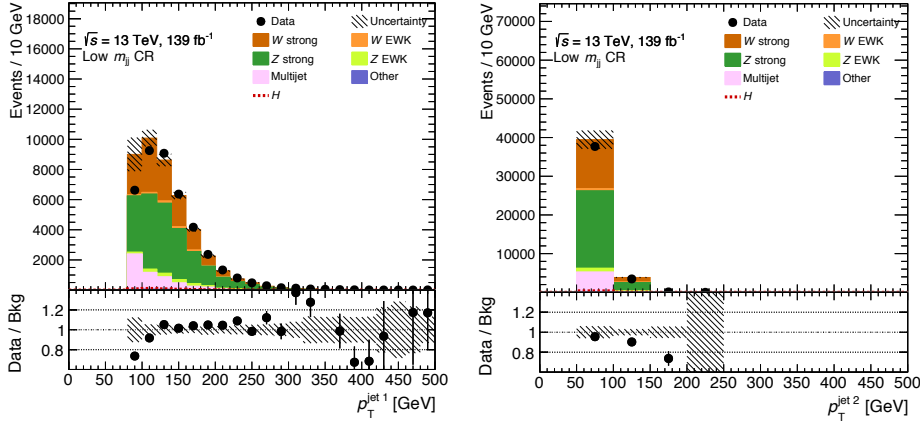 Events / 10 GeV
18000
16000
14000
12000
10000
8000
6000
4000
2000
√s = 13 TeV, 139 fb⁻¹
Low m_jj CR
Data
Uncertainty
W strong
W EWK
Z strong
Z EWK
Multijet
Other
H
Data / Bkg
1.2
1
0.8
0 50 100 150 200 250 300 350 400 450 500
p_T^jet 1 [GeV]
Events / 10 GeV
70000
60000
50000
40000
30000
20000
10000
√s = 13 TeV, 139 fb⁻¹
Low m_jj CR
Data
Uncertainty
W strong
W EWK
Z strong
Z EWK
Multijet
Other
H
Data / Bkg
1.2
1
0.8
0 50 100 150 200 250 300 350 400 450 500
p_T^jet 2 [GeV]